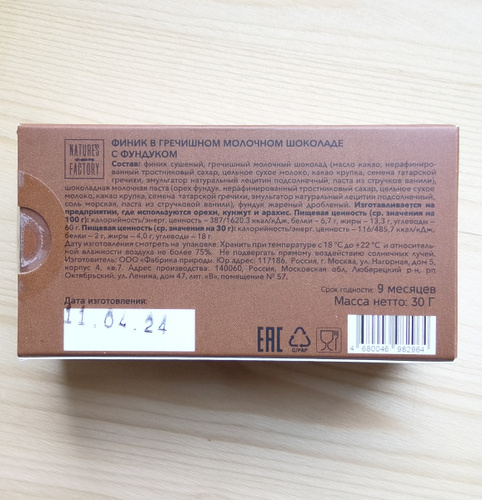 NATURE'S
FACTORY
ФИНИК В ГРЕЧИШНОМ МОЛОЧНОМ ШОКОЛАДЕ
С ФУНДУКОМ
Состав: финик сушеный, гречишный молочный шоколад (масло какао, нерафиниро-
ванный тростниковый сахар, цельное сухое молоко, какао крупка, семена татарской
гречихи, эмульгатор натуральный лецитин подсолнечный, паста из стручков ванили),
шоколадная молочная паста (орех фундук, нерафинированный тростниковый сахар, цельное сухое
молоко, какао крупка, семена татарской гречихи, эмульгатор натуральный лецитин подсолнечный,
соль морская, паста из стручковой ванили), фундук жареный дробленый. Изготавливается на
предприятии, где используются орехи, кунжут и арахис. Пищевая ценность (ср. значения на
100 г): калорийность/энерг. ценность – 387/1620.3 ккал/кДж, белки – 6,7 г, жиры – 13,3 г, углеводы –
60 г. Пищевая ценность (ср. значения на 30 г): калорийность/энерг. ценность – 116/485,7 ккал/кДж,
белки – 2 г, жиры – 4,0 г, углеводы – 18 г.
Дату изготовления смотреть на упаковке. Хранить при температуре с 18 °С до +22 °С и относитель-
ной влажности воздуха не более 75%. Не подвергать прямому воздействию солнечных лучей.
Изготовитель: ООО «Фабрика природы». Юр.адрес: 117186, Россия, г. Москва, ул. Нагорная, дом 5,
корпус 4, кв.7. Адрес производства: 140060, Россия, Московская обл, Люберецкий р-н, рп
Октябрьский, ул. Ленина, дом 47, лит. «В», помещение № 57.
Срок годности: 9 месяцев
Масса нетто: 30 Г
Дата изготовления:
11.04.24
EAC
C/PAP
4 680046 982964